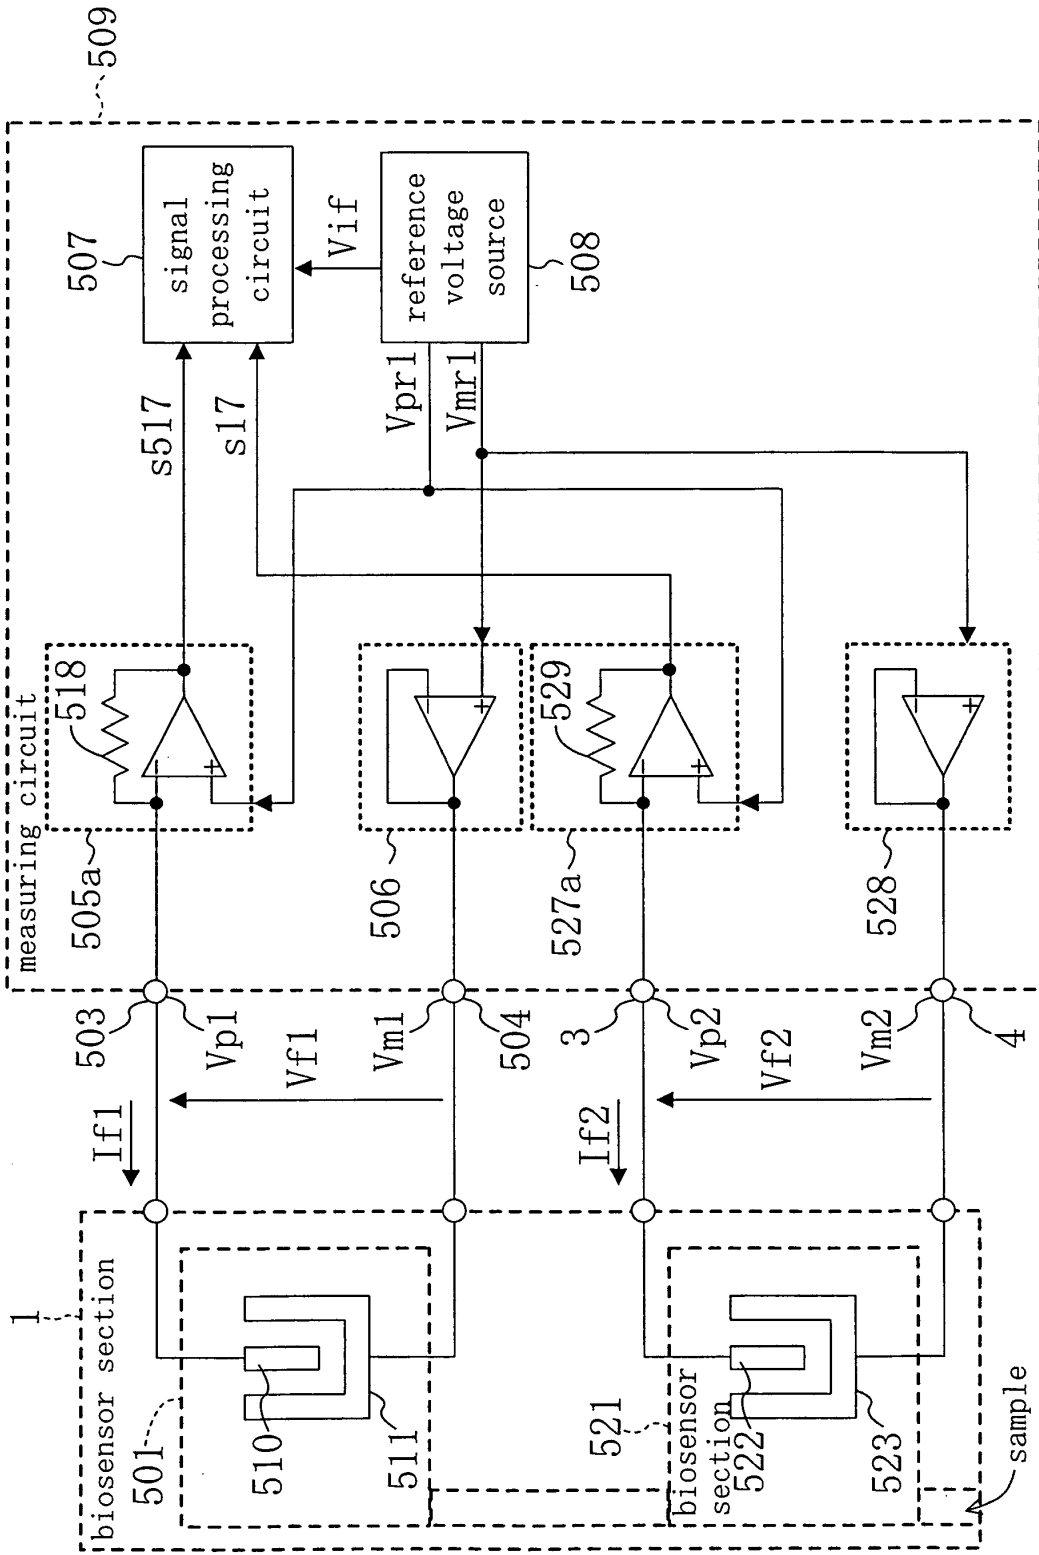 1
biosensor section
501
510
511
521
biosensor
section
522
523
sample
If1
Vf1
If2
Vf2
503
Vp1
Vm1
504
3
Vp2
Vm2
4
measuring circuit
509
505a
518
506
527a
529
528
s517
s17
Vpr1
Vmr1
507
signal
processing
circuit
Vif
reference
voltage
source
508
−
+
−
+
−
+
−
+